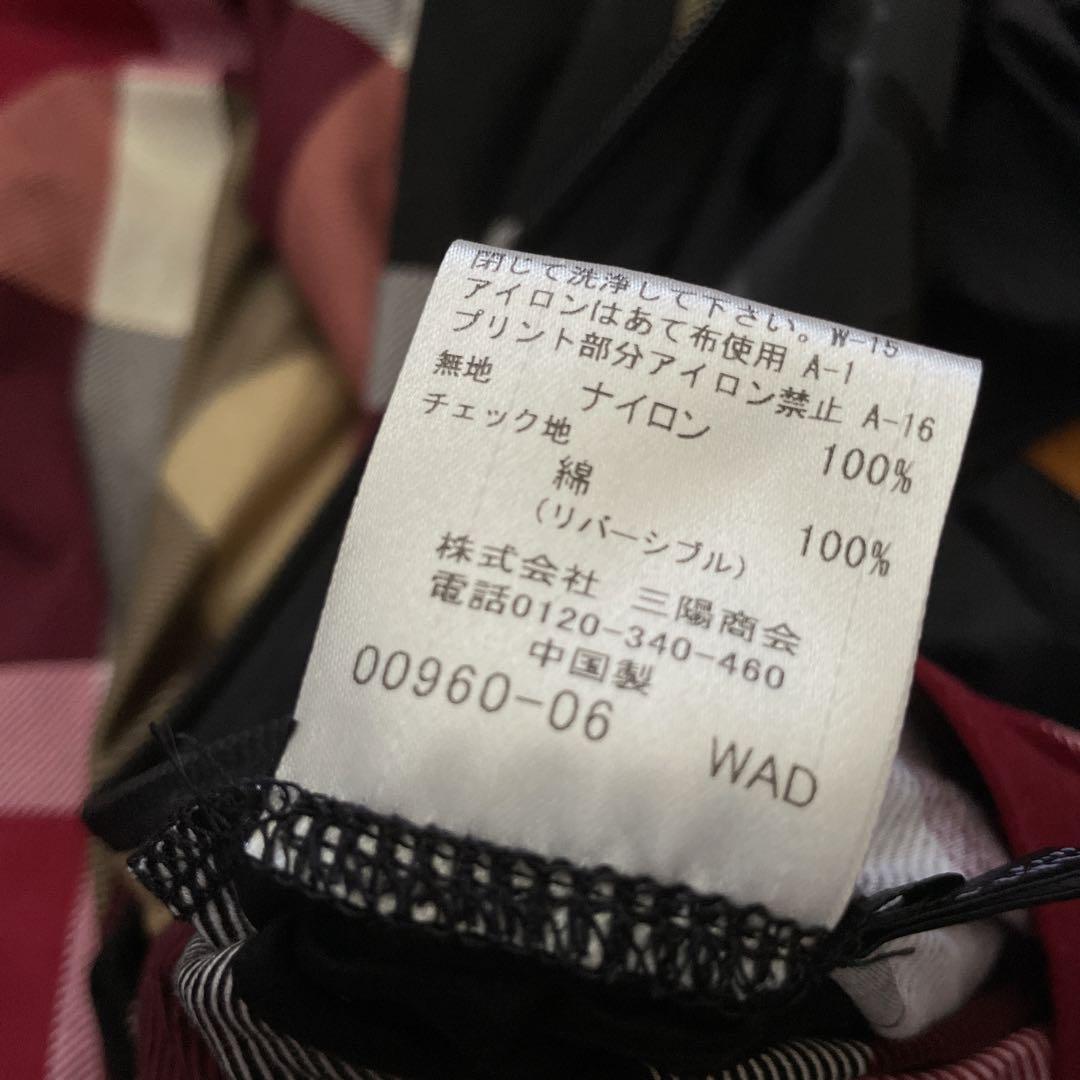 閉じて洗浄して下さい。W-15
アイロンはあて布使用 A-1
プリント部分アイロン禁止 A-16
無地
ナイロン 100%
チェック地
綿 100%
(リバーシブル)
株式会社 三陽商会
電話0120-340-460
中国製
00960-06 WAD